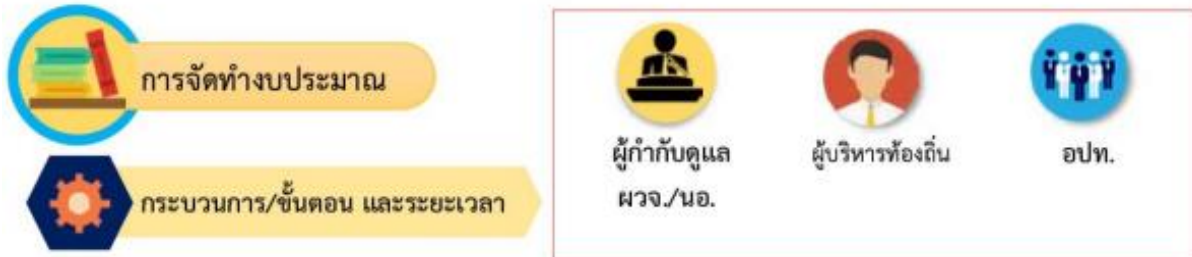 การจัดทำงบประมาณ
กระบวนการ/ขั้นตอน และระยะเวลา
ผู้กำกับดูแล
ผวจ./นอ.
ผู้บริหารท้องถิ่น
อปท.